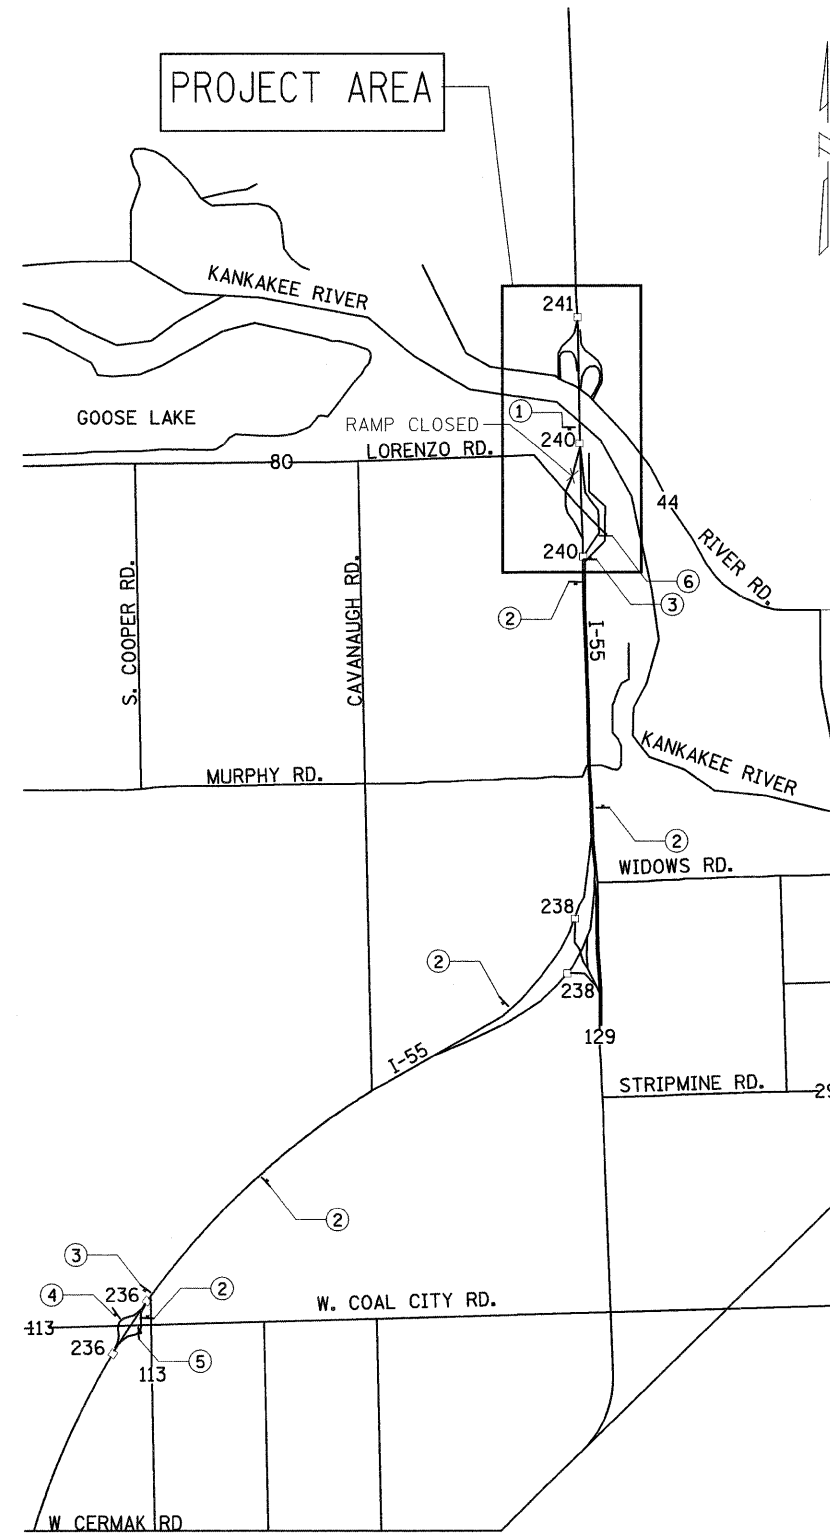 PROJECT AREA
KANKAKEE RIVER
241
GOOSE LAKE
1
RAMP CLOSED
240
LORENZO RD.
80
44
RIVER RD.
240
6
3
2
S. COOPER RD.
CAVANAUGH RD.
I-55
MURPHY RD.
KANKAKEE RIVER
2
WIDOWS RD.
238
2
238
129
I-55
STRIPMINE RD.
29
2
3
236
2
4
W. COAL CITY RD.
113
236
5
113
W CERMAK RD